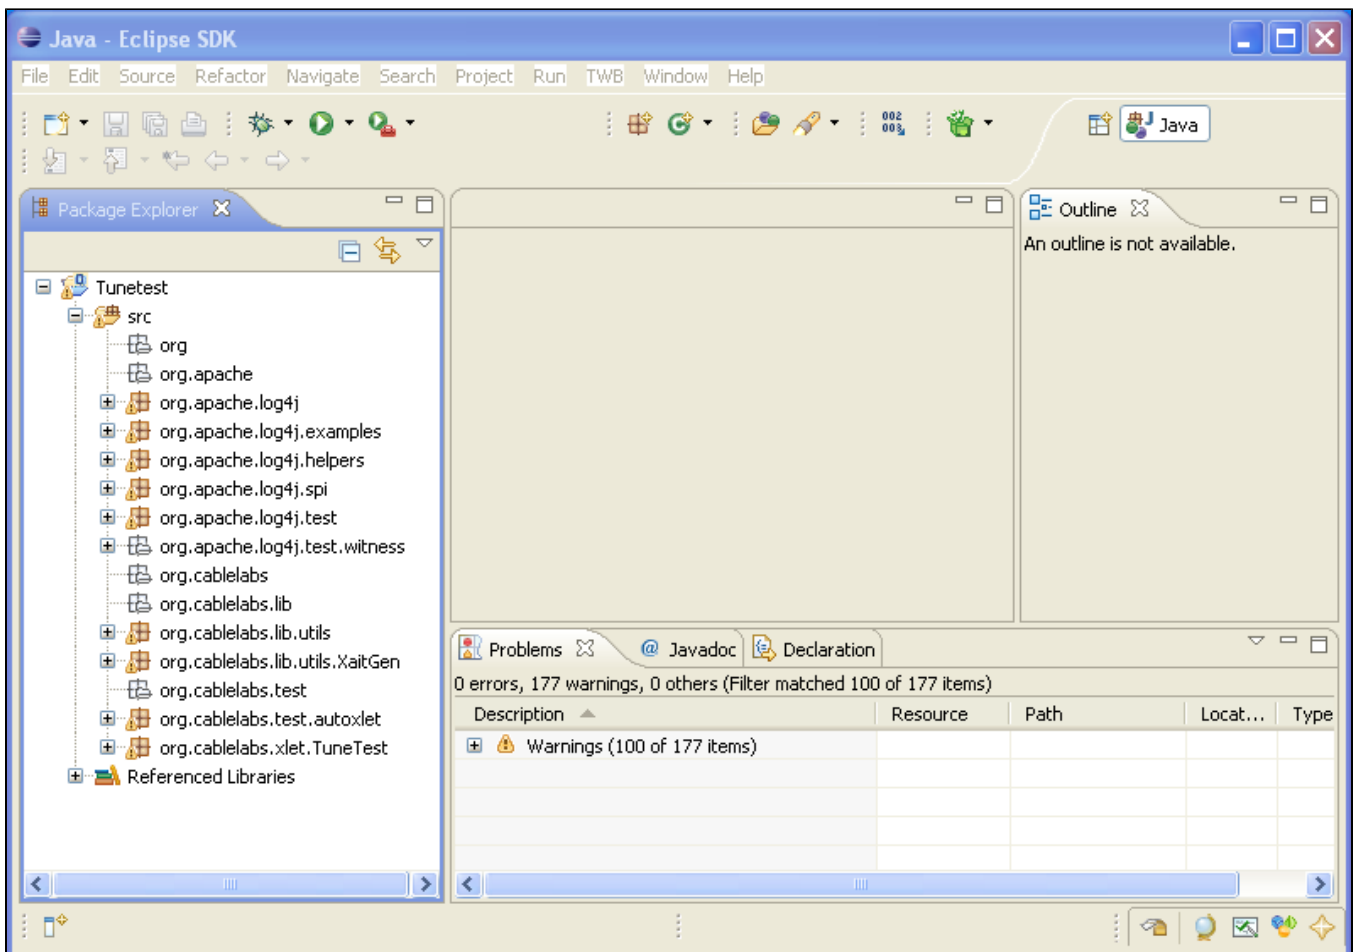 Java - Eclipse SDK
File Edit Source Refactor Navigate Search Project Run TWB Window Help
Java
Package Explorer
Outline
An outline is not available.
Tunetest
src
org
org.apache
org.apache.log4j
org.apache.log4j.examples
org.apache.log4j.helpers
org.apache.log4j.spi
org.apache.log4j.test
org.apache.log4j.test.witness
org.cablelabs
org.cablelabs.lib
org.cablelabs.lib.utils
org.cablelabs.lib.utils.XaitGen
org.cablelabs.test
org.cablelabs.test.autoxlet
org.cablelabs.xlet.TuneTest
Referenced Libraries
Problems @ Javadoc Declaration
0 errors, 177 warnings, 0 others (Filter matched 100 of 177 items)
Description Resource Path Locat... Type
Warnings (100 of 177 items)